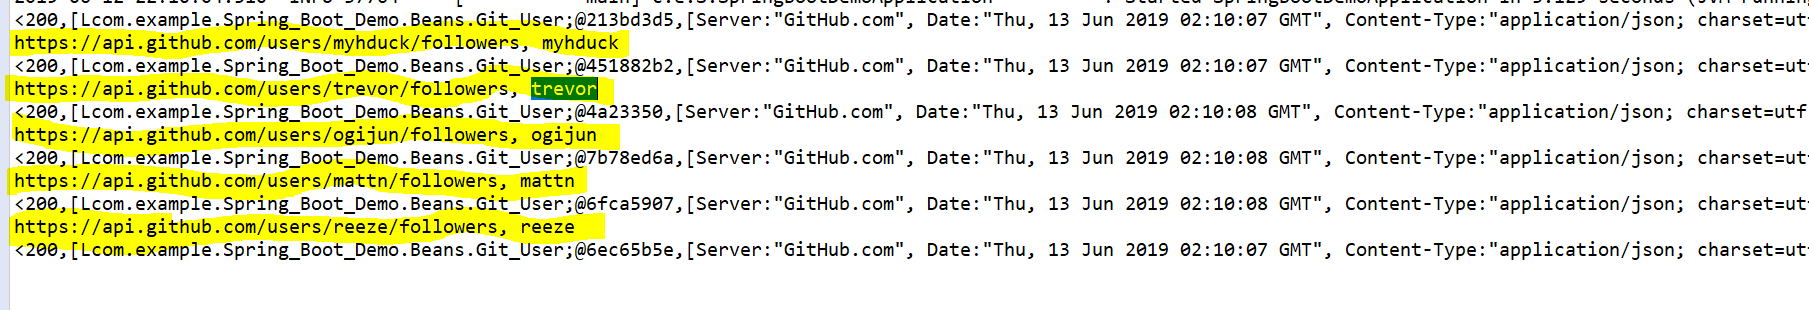 <200,[Lcom.example.Spring_Boot_Demo.Beans.Git_User;@213bd3d5,[Server:"GitHub.com", Date:"Thu, 13 Jun 2019 02:10:07 GMT", Content-Type:"application/json; charset=ut
https://api.github.com/users/myhduck/followers, myhduck
<200,[Lcom.example.Spring_Boot_Demo.Beans.Git_User;@451882b2,[Server:"GitHub.com", Date:"Thu, 13 Jun 2019 02:10:07 GMT", Content-Type:"application/json; charset=ut
https://api.github.com/users/trevor/followers, trevor
<200,[Lcom.example.Spring_Boot_Demo.Beans.Git_User;@4a23350,[Server:"GitHub.com", Date:"Thu, 13 Jun 2019 02:10:08 GMT", Content-Type:"application/json; charset=utf
https://api.github.com/users/ogijun/followers, ogijun
<200,[Lcom.example.Spring_Boot_Demo.Beans.Git_User;@7b78ed6a,[Server:"GitHub.com", Date:"Thu, 13 Jun 2019 02:10:08 GMT", Content-Type:"application/json; charset=ut
https://api.github.com/users/mattn/followers, mattn
<200,[Lcom.example.Spring_Boot_Demo.Beans.Git_User;@6fca5907,[Server:"GitHub.com", Date:"Thu, 13 Jun 2019 02:10:08 GMT", Content-Type:"application/json; charset=ut
https://api.github.com/users/reeze/followers, reeze
<200,[Lcom.example.Spring_Boot_Demo.Beans.Git_User;@6ec65b5e,[Server:"GitHub.com", Date:"Thu, 13 Jun 2019 02:10:07 GMT", Content-Type:"application/json; charset=ut